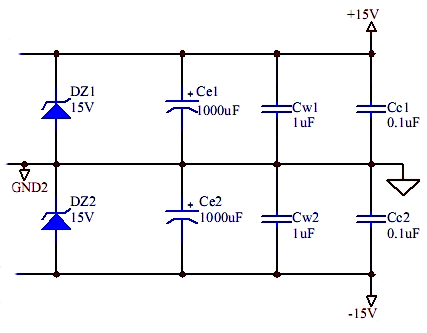 +15V
DZ1
15V
+ Ce1
1000uF
Cw1
1uF
Cc1
0.1uF
GND2
DZ2
15V
+ Ce2
1000uF
Cw2
1uF
Cc2
0.1uF
-15V